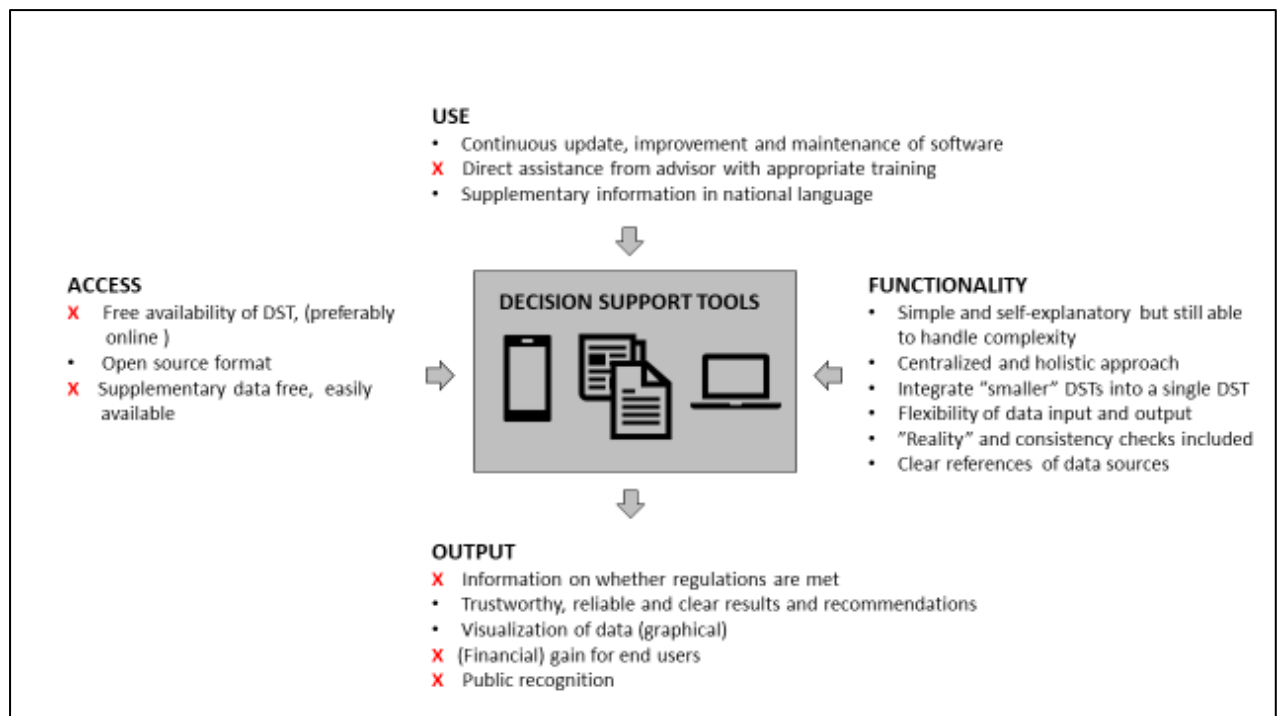 USE
• Continuous update, improvement and maintenance of software
X Direct assistance from advisor with appropriate training
• Supplementary information in national language
ACCESS
X Free availability of DST, (preferably
online )
• Open source format
X Supplementary data free, easily
available
DECISION SUPPORT TOOLS
FUNCTIONALITY
• Simple and self-explanatory but still able
to handle complexity
• Centralized and holistic approach
• Integrate “smaller” DSTs into a single DST
• Flexibility of data input and output
• ”Reality” and consistency checks included
• Clear references of data sources
OUTPUT
X Information on whether regulations are met
• Trustworthy, reliable and clear results and recommendations
• Visualization of data (graphical)
X (Financial) gain for end users
X Public recognition